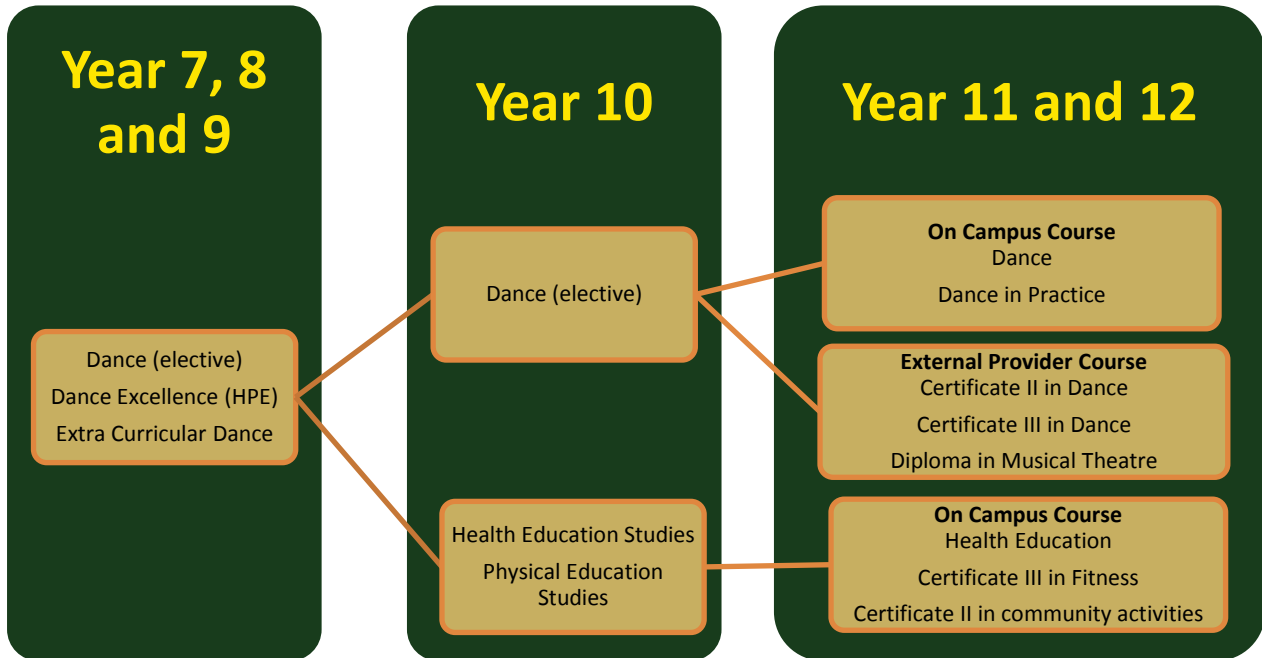 Year 7, 8
and 9
Dance (elective)
Dance Excellence (HPE)
Extra Curricular Dance
Year 10
Dance (elective)
Health Education Studies
Physical Education
Studies
Year 11 and 12
On Campus Course
Dance
Dance in Practice
External Provider Course
Certificate II in Dance
Certificate III in Dance
Diploma in Musical Theatre
On Campus Course
Health Education
Certificate III in Fitness
Certificate II in community activities